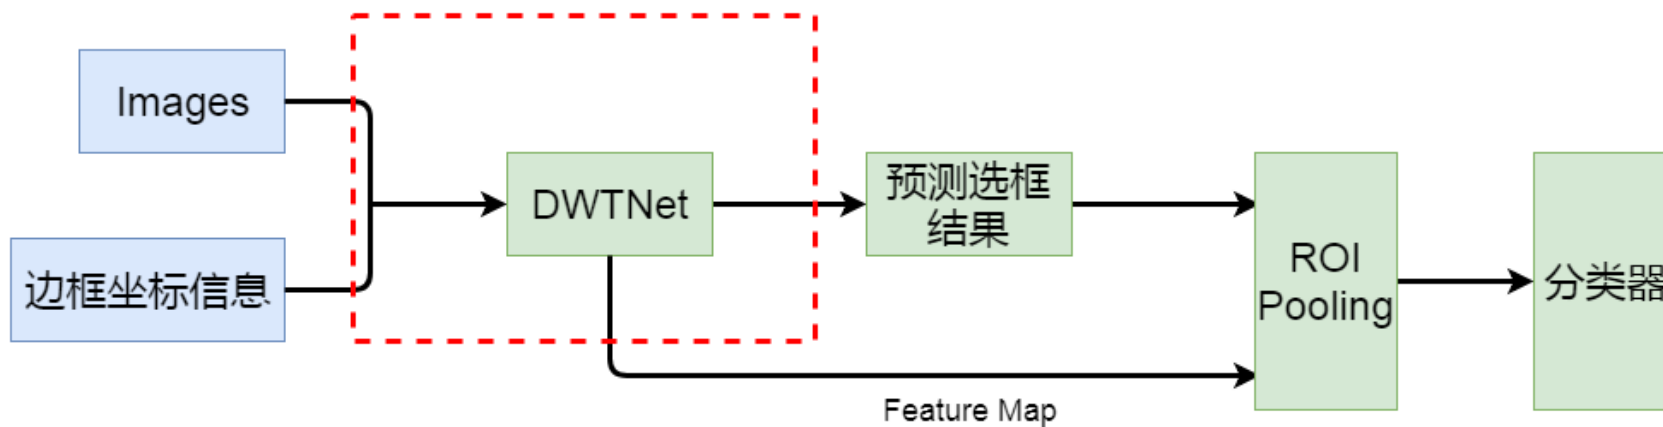 Images
边框坐标信息
DWTNet
预测选框
结果
ROI
Pooling
分类器
Feature Map